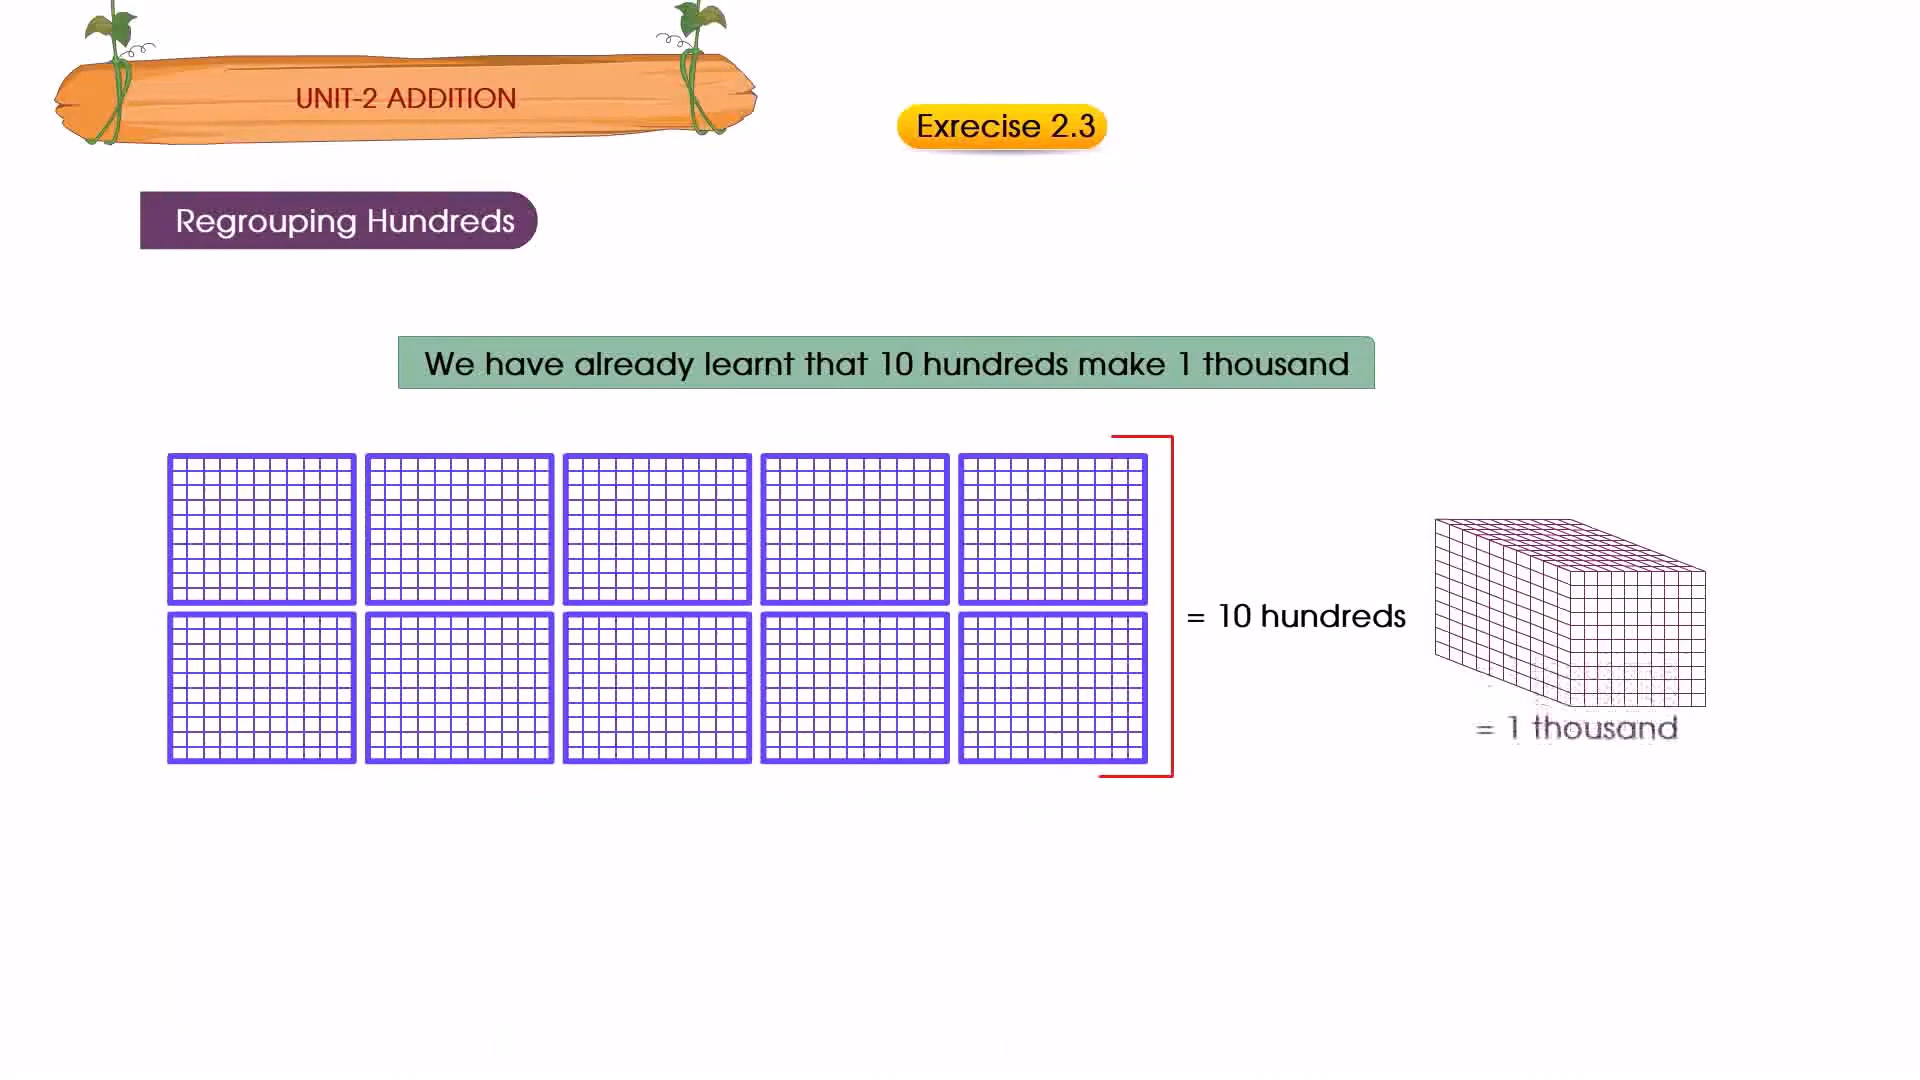 UNIT-2 ADDITION
Exrecise 2.3
Regrouping Hundreds
We have already learnt that 10 hundreds make 1 thousand
= 10 hundreds
= 1 thousand